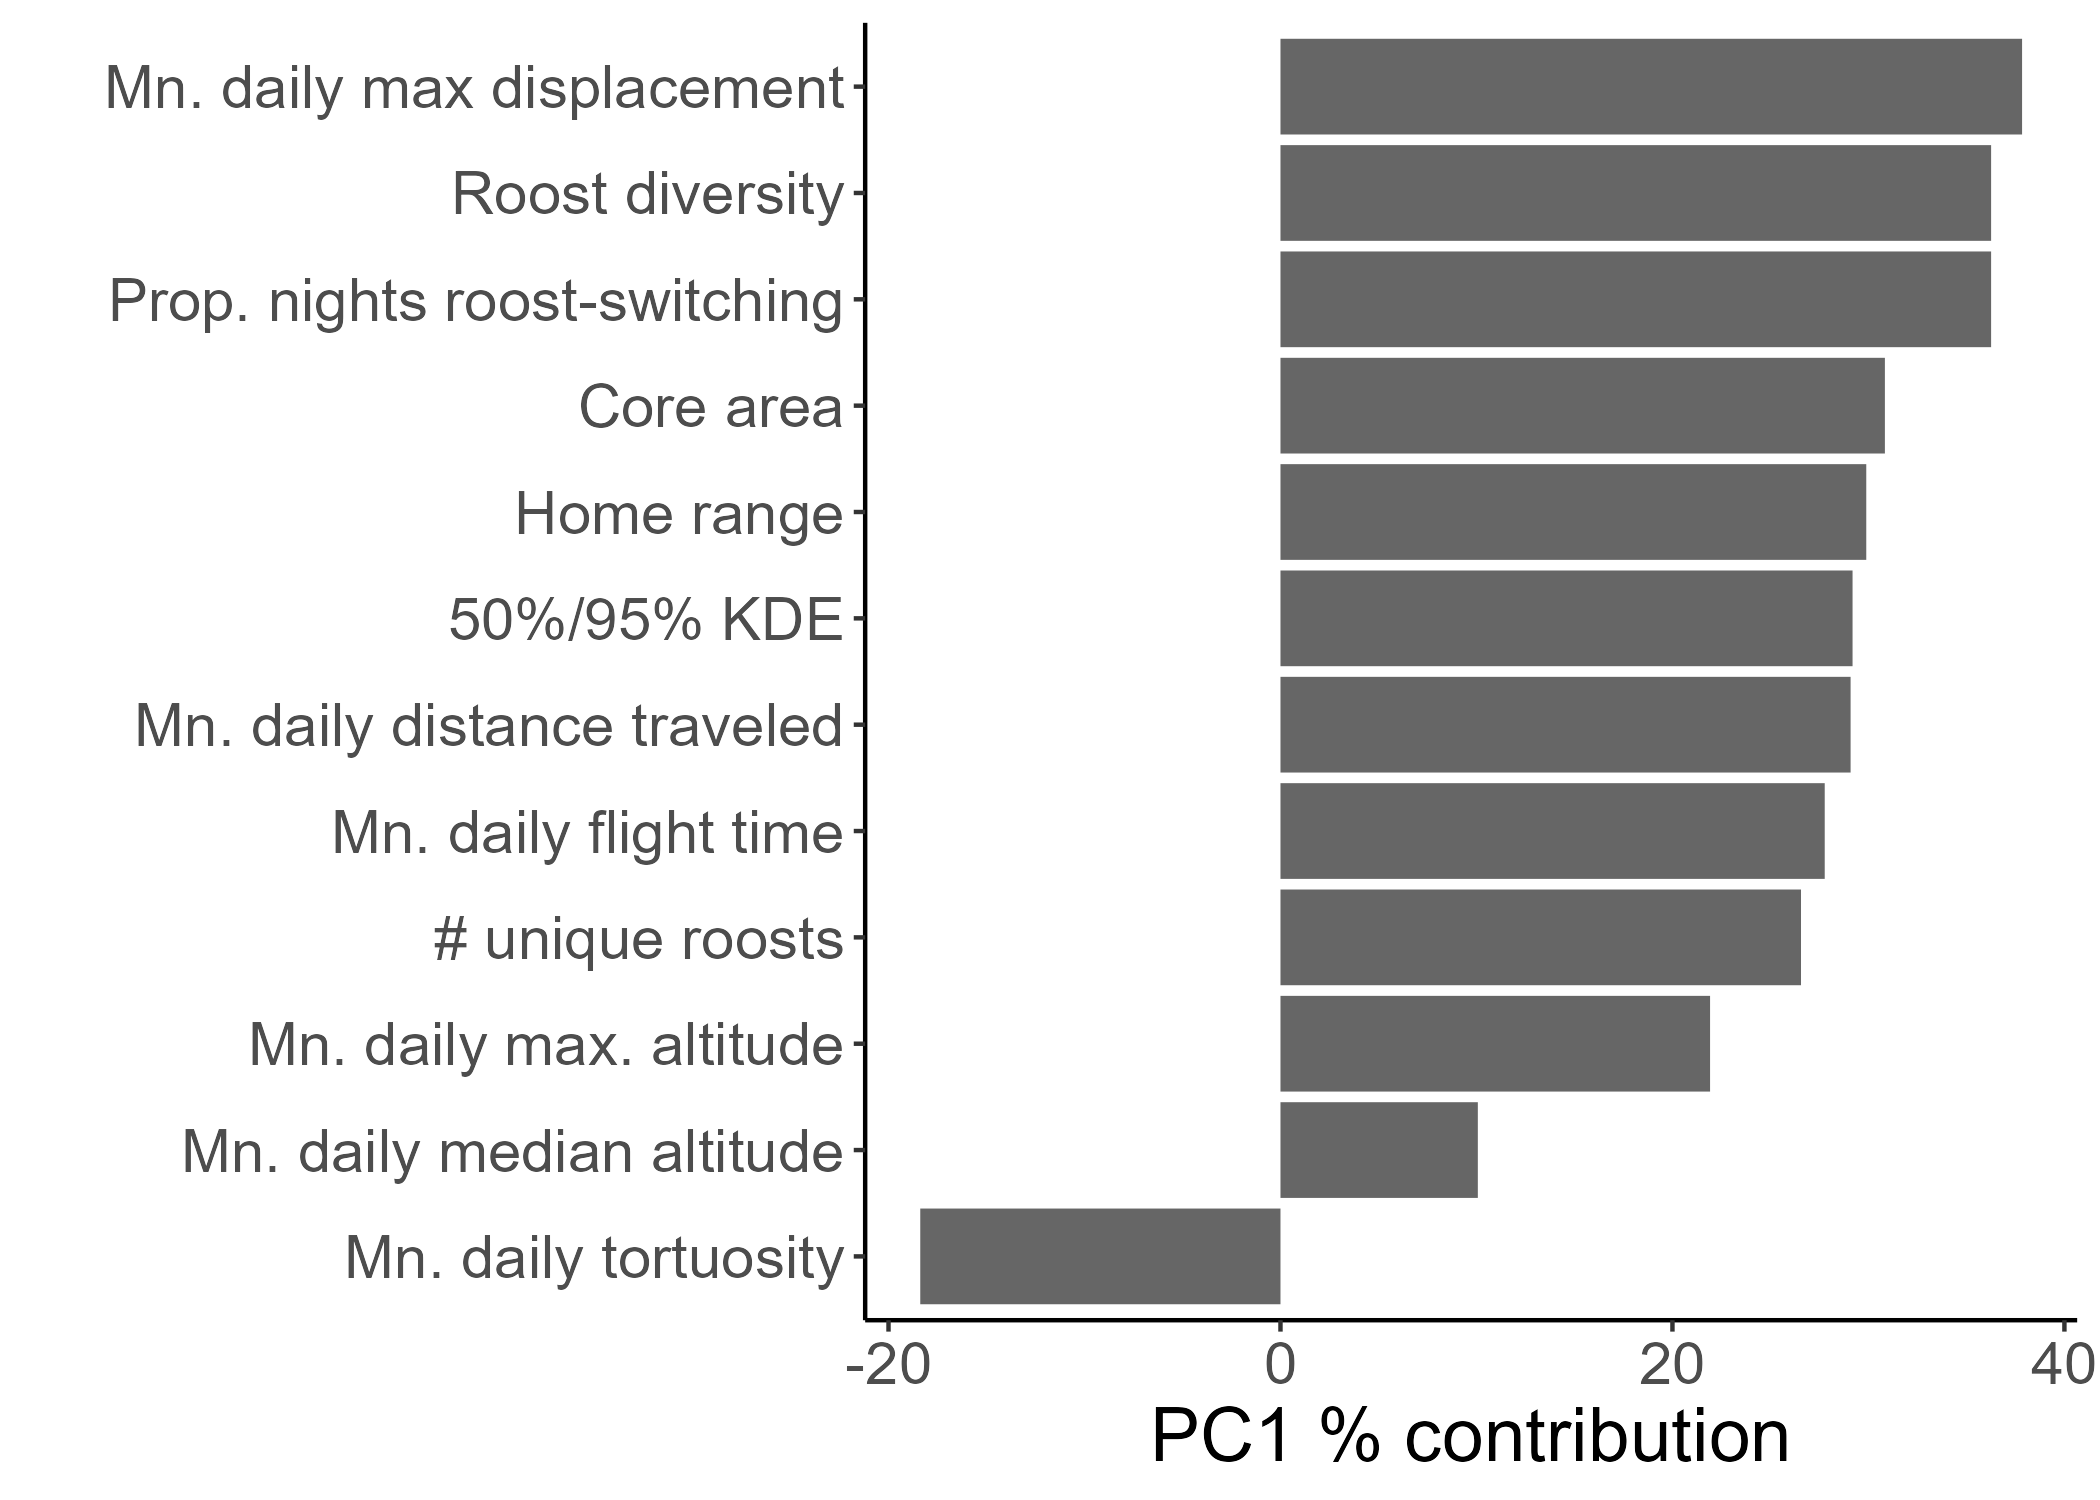 Mn. daily max displacement
Roost diversity
Prop. nights roost-switching
Core area
Home range
50%/95% KDE
Mn. daily distance traveled
Mn. daily flight time
# unique roosts
Mn. daily max. altitude
Mn. daily median altitude
Mn. daily tortuosity
-20 0 20 40
PC1 % contribution